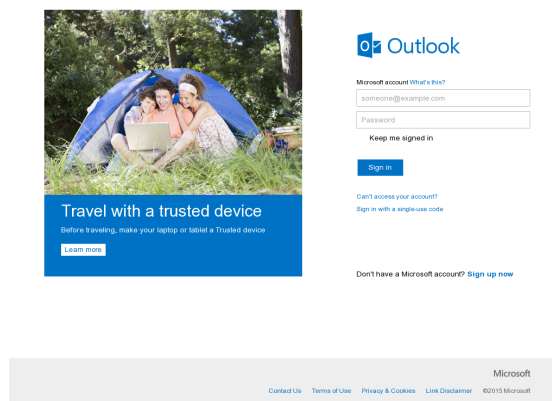 Outlook
Microsoft account What's this?
someone@example.com
Password
Keep me signed in
Sign in
Can't access your account?
Sign in with a single-use code
Don't have a Microsoft account? Sign up now
Travel with a trusted device
Before traveling, make your laptop or tablet a Trusted device
Learn more
Microsoft
Contact Us Terms of Use Privacy & Cookies Link Disclaimer ©2015 Microsoft